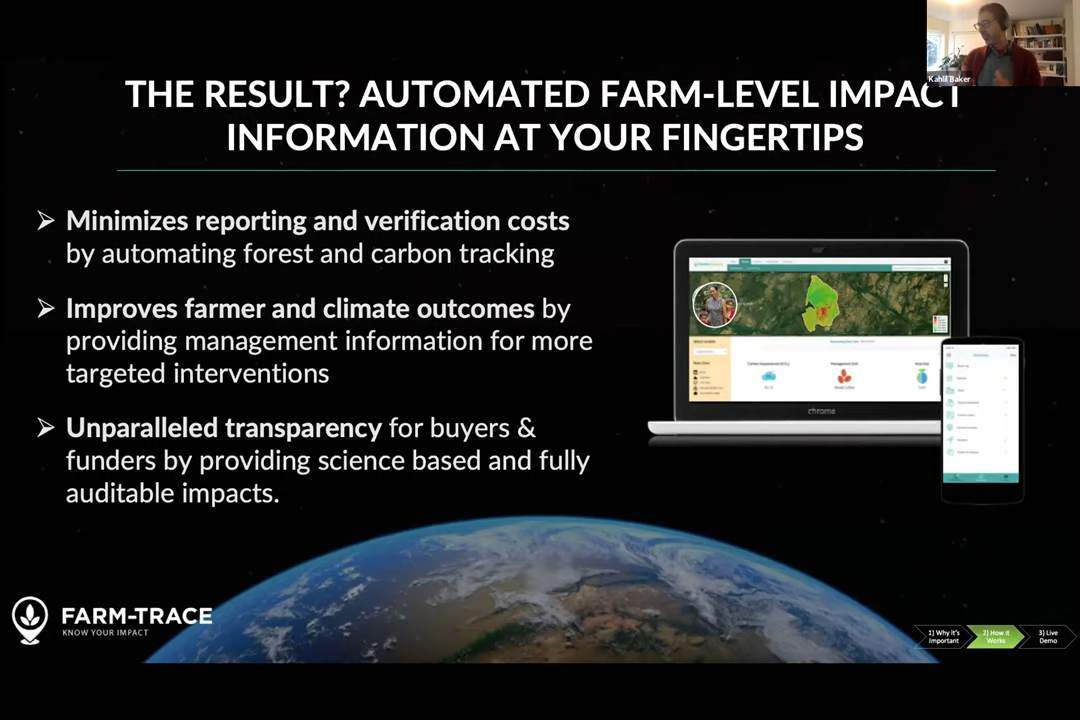 Kahlil Baker
THE RESULT? AUTOMATED FARM-LEVEL IMPACT
INFORMATION AT YOUR FINGERTIPS
➢ Minimizes reporting and verification costs
by automating forest and carbon tracking
➢ Improves farmer and climate outcomes by
providing management information for more
targeted interventions
➢ Unparalleled transparency for buyers &
funders by providing science based and fully
auditable impacts.
chrome
FARM-TRACE
KNOW YOUR IMPACT
1) Why it's
Important
2) How it
Works
3) Live
Demo